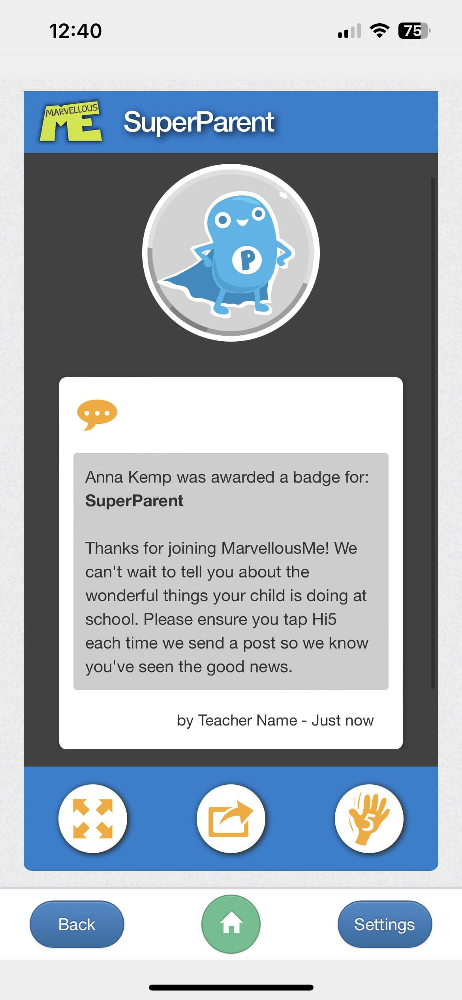 12:40
75
MARVELLOUS
ME
SuperParent
P
Anna Kemp was awarded a badge for:
SuperParent
Thanks for joining MarvellousMe! We
can't wait to tell you about the
wonderful things your child is doing at
school. Please ensure you tap Hi5
each time we send a post so we know
you've seen the good news.
by Teacher Name - Just now
5
Back
Settings